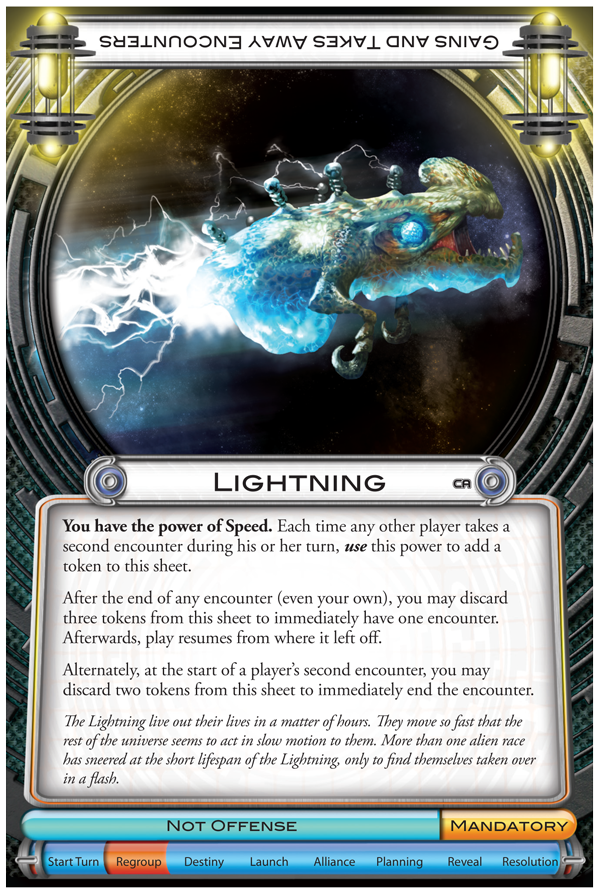 GAINS AND TAKES AWAY ENCOUNTERS
LIGHTNING
CA
You have the power of Speed. Each time any other player takes a
second encounter during his or her turn, use this power to add a
token to this sheet.
After the end of any encounter (even your own), you may discard
three tokens from this sheet to immediately have one encounter.
Afterwards, play resumes from where it left off.
Alternately, at the start of a player's second encounter, you may
discard two tokens from this sheet to immediately end the encounter.
The Lightning live out their lives in a matter of hours. They move so fast that the
rest of the universe seems to act in slow motion to them. More than one alien race
has sneered at the short lifespan of the Lightning, only to find themselves taken over
in a flash.
NOT OFFENSE MANDATORY
Start Turn Regroup Destiny Launch Alliance Planning Reveal Resolution